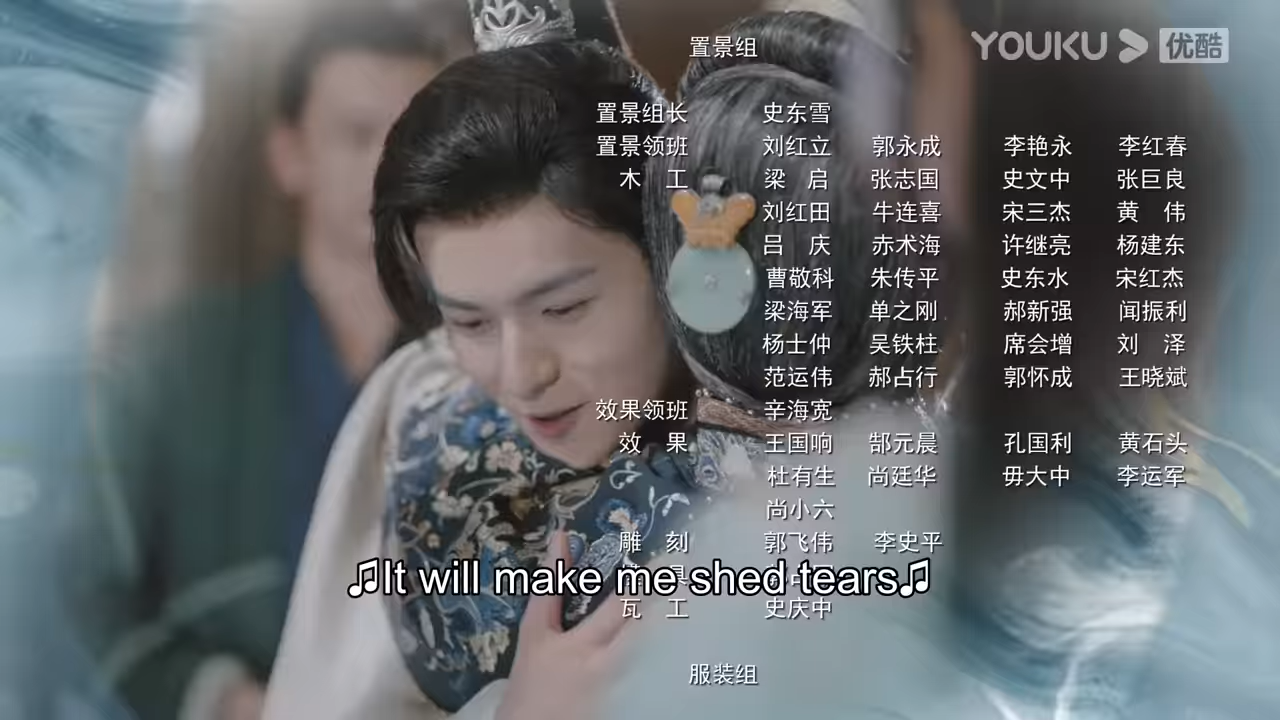 YOUKU 优酷
置景组
置景组长 史东雪
置景领班 刘红立 郭永成 李艳永 李红春
木 工 梁 启 张志国 史文中 张巨良
刘红田 牛连喜 宋三杰 黄 伟
吕 庆 赤术海 许继亮 杨建东
曹敬科 朱传平 史东水 宋红杰
梁海军 单之刚 郝新强 闻振利
杨士仲 吴铁柱 席会增 刘 泽
范运伟 郝占行 郭怀成 王晓斌
效果领班 辛海宽
效 果 王国响 郜元晨 孔国利 黄石头
杜有生 尚廷华 毋大中 李运军
尚小六
雕 刻 郭飞伟 李史平
♫It will make me shed tears♫
瓦 工 史庆中
服装组